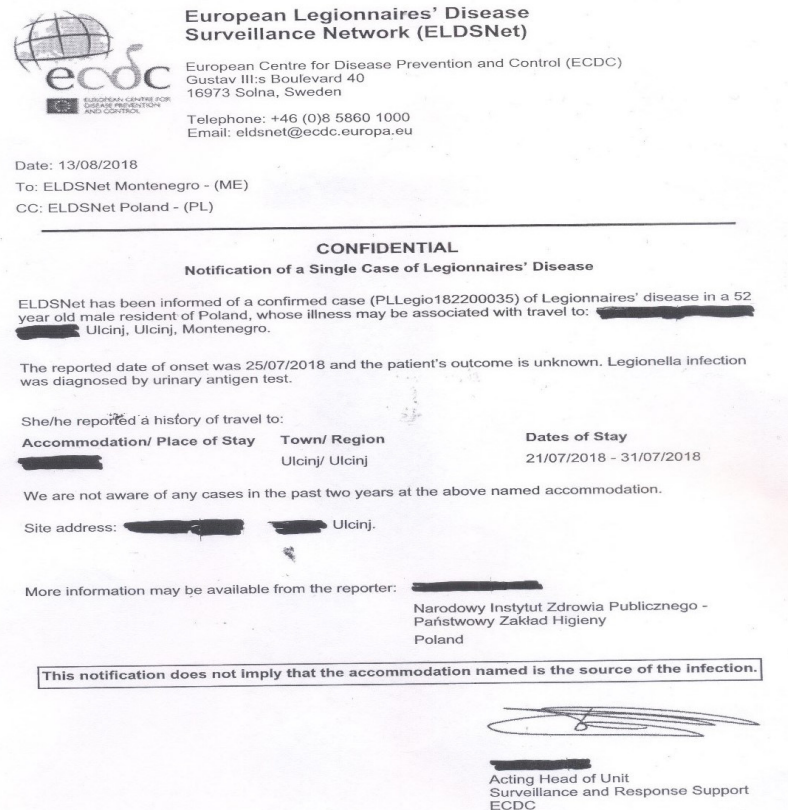 European Legionnaires' Disease
Surveillance Network (ELDSNet)
ecdc
EUROPEAN CENTRE FOR
DISEASE PREVENTION
AND CONTROL
European Centre for Disease Prevention and Control (ECDC)
Gustav III:s Boulevard 40
16973 Solna, Sweden
Telephone: +46 (0)8 5860 1000
Email: eldsnet@ecdc.europa.eu
Date: 13/08/2018
To: ELDSNet Montenegro - (ME)
CC: ELDSNet Poland - (PL)
CONFIDENTIAL
Notification of a Single Case of Legionnaires' Disease
ELDSNet has been informed of a confirmed case (PLLegio182200035) of Legionnaires' disease in a 52
year old male resident of Poland, whose illness may be associated with travel to:
Ulcinj, Ulcinj, Montenegro.
The reported date of onset was 25/07/2018 and the patient's outcome is unknown. Legionella infection
was diagnosed by urinary antigen test.
She/he reported a history of travel to:
Accommodation/ Place of Stay Town/ Region Dates of Stay
Ulcinj/ Ulcinj 21/07/2018 - 31/07/2018
We are not aware of any cases in the past two years at the above named accommodation.
Site address: Ulcinj.
More information may be available from the reporter:
Narodowy Instytut Zdrowia Publicznego -
Państwowy Zakład Higieny
Poland
This notification does not imply that the accommodation named is the source of the infection.
Acting Head of Unit
Surveillance and Response Support
ECDC